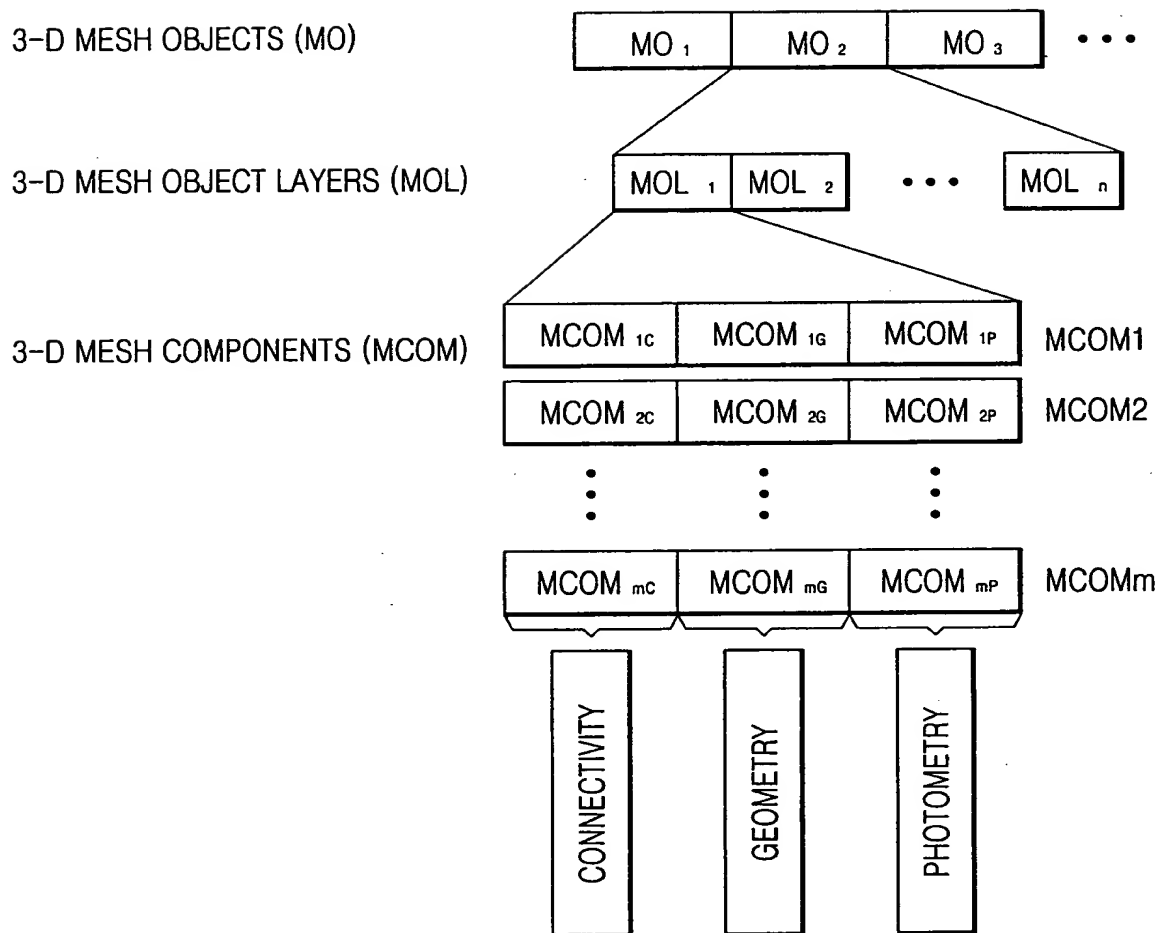 3-D MESH OBJECTS (MO) MO 1 MO 2 MO 3 •••
3-D MESH OBJECT LAYERS (MOL) MOL 1 MOL 2 ••• MOL n
3-D MESH COMPONENTS (MCOM) MCOM 1C MCOM 1G MCOM 1P MCOM1
MCOM 2C MCOM 2G MCOM 2P MCOM2
MCOM mC MCOM mG MCOM mP MCOMm
CONNECTIVITY
GEOMETRY
PHOTOMETRY